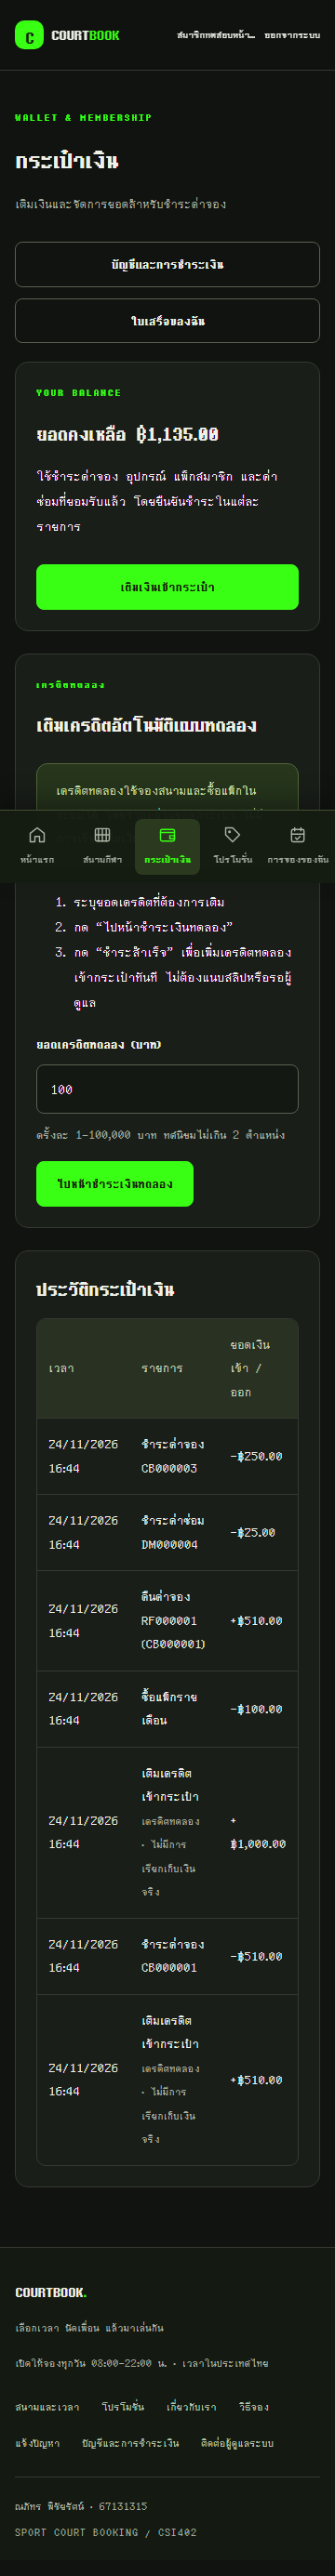 C COURTBOOK
สมาชิกทดสอบหน้า… ออกจากระบบ
WALLET & MEMBERSHIP
กระเป๋าเงิน
เติมเงินและจัดการยอดสำหรับชำระค่าจอง
บัญชีและการชำระเงิน
ใบเสร็จของฉัน
YOUR BALANCE
ยอดคงเหลือ ฿1,135.00
ใช้ชำระค่าจอง อุปกรณ์ แพ็กสมาชิก และค่า
ซ่อมที่ยอมรับแล้ว โดยยืนยันชำระในแต่ละ
รายการ
เติมเงินเข้ากระเป๋า
เครดิตทดลอง
เติมเครดิตอัตโนมัติแบบทดลอง
เครดิตทดลองใช้จองสนามและซื้อแพ็กใน
หน้าแรก
สนามกีฬา
กระเป๋าเงิน
โปรโมชั่น
การจองของฉัน
1. ระบุยอดเครดิตที่ต้องการเติม
2. กด “ไปหน้าชำระเงินทดลอง”
3. กด “ชำระสำเร็จ” เพื่อเพิ่มเครดิตทดลอง
เข้ากระเป๋าทันที ไม่ต้องแนบสลิปหรือรอผู้
ดูแล
ยอดเครดิตทดลอง (บาท)
100
ครั้งละ 1–100,000 บาท ทศนิยมไม่เกิน 2 ตำแหน่ง
ไปหน้าชำระเงินทดลอง
ประวัติกระเป๋าเงิน
เวลา
รายการ
ยอดเงิน
เข้า /
ออก
24/11/2026
16:44
ชำระค่าจอง
CB000003
-฿250.00
24/11/2026
16:44
ชำระค่าซ่อม
DM000004
-฿25.00
24/11/2026
16:44
คืนค่าจอง
RF000001
(CB000001)
+฿510.00
24/11/2026
16:44
ซื้อแพ็กราย
เดือน
-฿100.00
24/11/2026
16:44
เติมเครดิต
เข้ากระเป๋า
เครดิตทดลอง
· ไม่มีการ
เรียกเก็บเงิน
จริง
+
฿1,000.00
24/11/2026
16:44
ชำระค่าจอง
CB000001
-฿510.00
24/11/2026
16:44
เติมเครดิต
เข้ากระเป๋า
เครดิตทดลอง
· ไม่มีการ
เรียกเก็บเงิน
จริง
+฿510.00
COURTBOOK.
เลือกเวลา นัดเพื่อน แล้วมาเล่นกัน
เปิดให้จองทุกวัน 08:00–22:00 น. · เวลาในประเทศไทย
สนามและเวลา โปรโมชั่น เกี่ยวกับเรา วิธีจอง
แจ้งปัญหา บัญชีและการชำระเงิน ติดต่อผู้ดูแลระบบ
ณภัทร พิชัยรัตน์ · 67131315
SPORT COURT BOOKING / CSI402